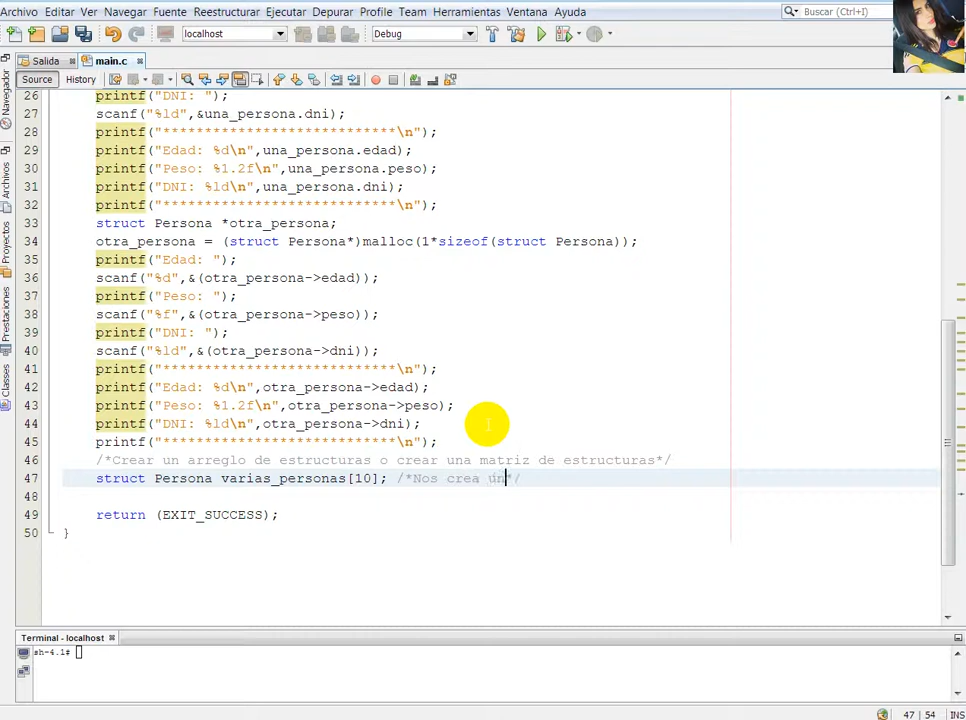 Archivo Editar Ver Navegar Fuente Reestructurar Ejecutar Depurar Profile Team Herramientas Ventana Ayuda Buscar (Ctrl+I)
localhost Debug
Salida main.c
Source History
Navegador
Archivos
Proyectos
Prestaciones
Classes
26 printf("DNI: ");
27 scanf("%ld",&una_persona.dni);
28 printf("****************************\n");
29 printf("Edad: %d\n",una_persona.edad);
30 printf("Peso: %1.2f\n",una_persona.peso);
31 printf("DNI: %ld\n",una_persona.dni);
32 printf("****************************\n");
33 struct Persona *otra_persona;
34 otra_persona = (struct Persona*)malloc(1*sizeof(struct Persona));
35 printf("Edad: ");
36 scanf("%d",&(otra_persona->edad));
37 printf("Peso: ");
38 scanf("%f",&(otra_persona->peso));
39 printf("DNI: ");
40 scanf("%ld",&(otra_persona->dni));
41 printf("****************************\n");
42 printf("Edad: %d\n",otra_persona->edad);
43 printf("Peso: %1.2f\n",otra_persona->peso);
44 printf("DNI: %ld\n",otra_persona->dni);
45 printf("****************************\n");
46 /*Crear un arreglo de estructuras o crear una matriz de estructuras*/
47 struct Persona varias_personas[10]; /*Nos crea ún*/
48
49 return (EXIT_SUCCESS);
50 }
Terminal - localhost
sh-4.1#
47 | 54 INS